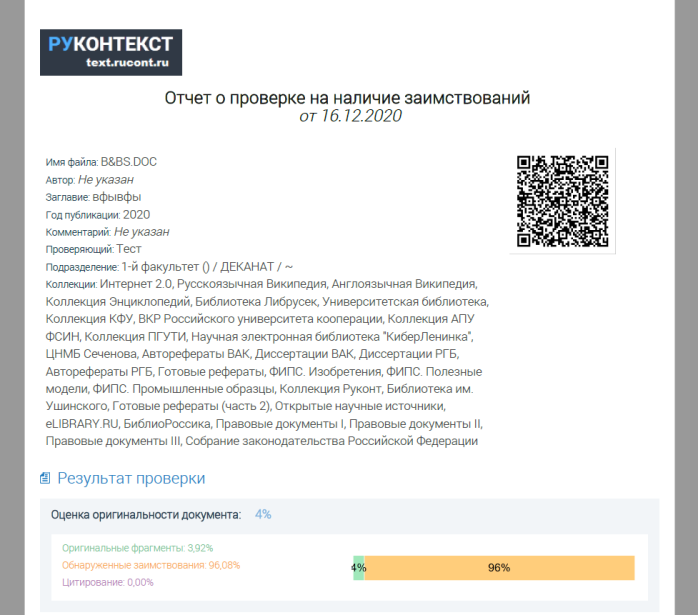 РУКОНТЕКСТ
text.rucont.ru
Отчет о проверке на наличие заимствований
от 16.12.2020
Имя файла: B&BS.DOC
Автор: Не указан
Заглавие: вфывфы
Год публикации: 2020
Комментарий: Не указан
Проверяющий: Тест
Подразделение: 1-й факультет () / ДЕКАНАТ / ~
Коллекции: Интернет 2.0, Русскоязычная Википедия, Англоязычная Википедия,
Коллекция Энциклопедий, Библиотека Либрусек, Университетская библиотека,
Коллекция КФУ, ВКР Российского университета кооперации, Коллекция АПУ
ФСИН, Коллекция ПГУТИ, Научная электронная библиотека "КиберЛенинка",
ЦНМБ Сеченова, Авторефераты ВАК, Диссертации ВАК, Диссертации РГБ,
Авторефераты РГБ, Готовые рефераты, ФИПС. Изобретения, ФИПС. Полезные
модели, ФИПС. Промышленные образцы, Коллекция Руконт, Библиотека им.
Ушинского, Готовые рефераты (часть 2), Открытые научные источники,
eLIBRARY.RU, БиблиоРоссика, Правовые документы I, Правовые документы II,
Правовые документы III, Собрание законодательства Российской Федерации
Результат проверки
Оценка оригинальности документа: 4%
Оригинальные фрагменты: 3,92%
Обнаруженные заимствования: 96,08%
Цитирование: 0,00%
4% 96%